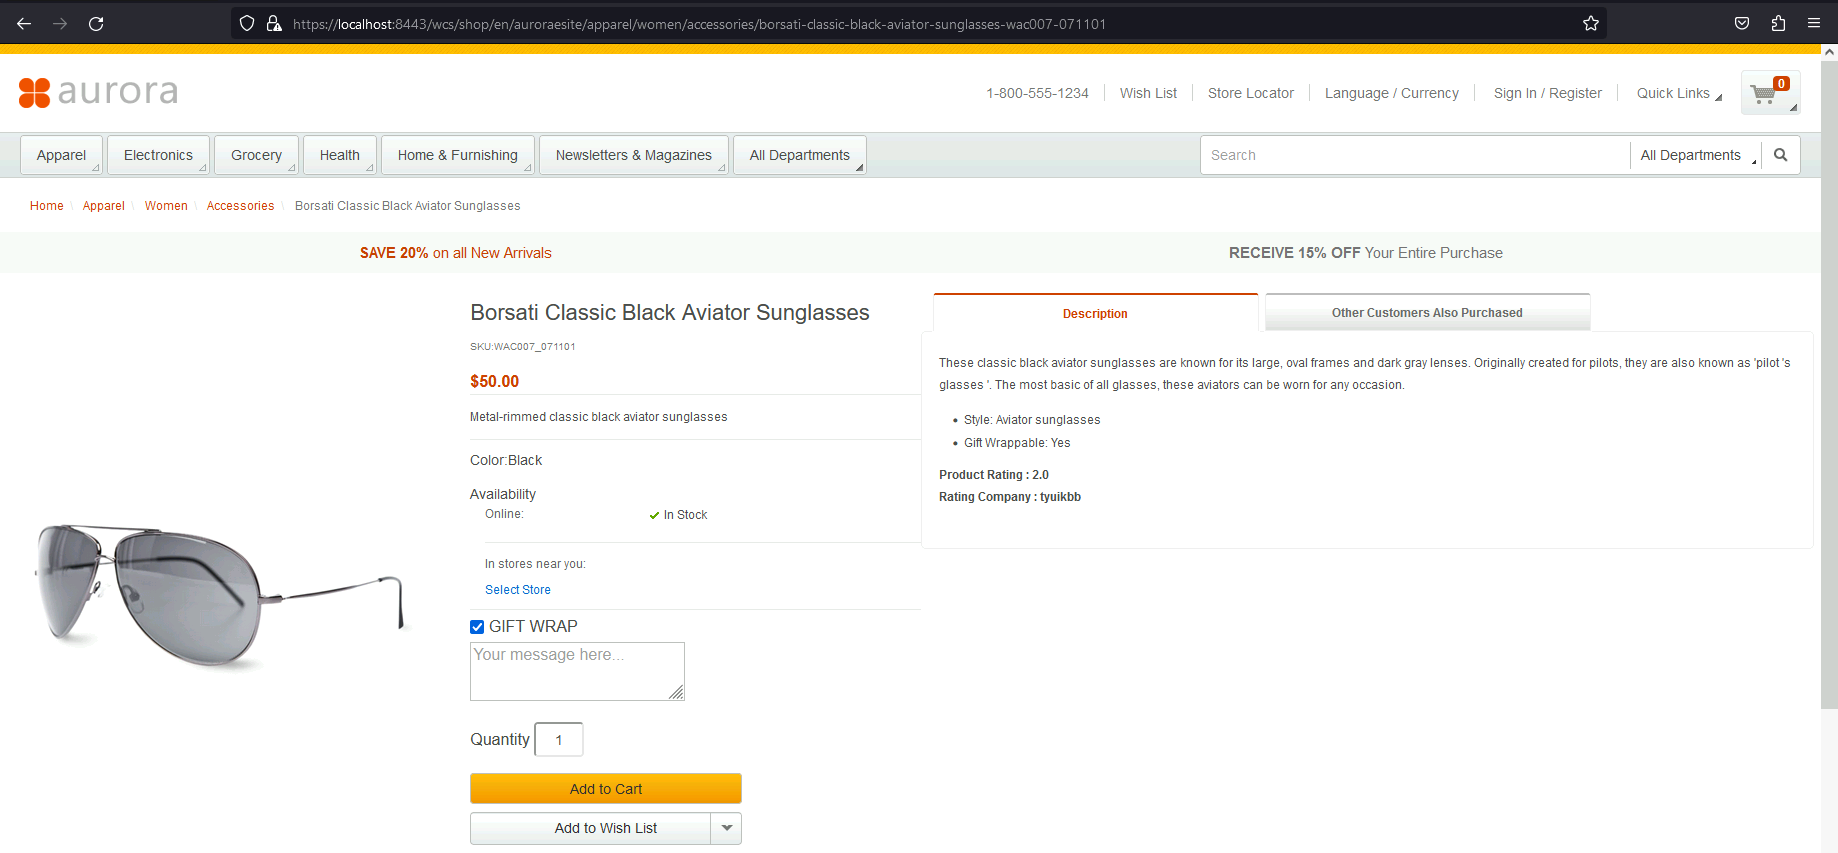 https://localhost:8443/wcs/shop/en/auroraesite/apparel/women/accessories/borsati-classic-black-aviator-sunglasses-wac007-071101
aurora
1-800-555-1234
Wish List
Store Locator
Language / Currency
Sign In / Register
Quick Links
0
Apparel
Electronics
Grocery
Health
Home & Furnishing
Newsletters & Magazines
All Departments
Search
All Departments
Home \ Apparel \ Women \ Accessories \ Borsati Classic Black Aviator Sunglasses
SAVE 20% on all New Arrivals
RECEIVE 15% OFF Your Entire Purchase
Borsati Classic Black Aviator Sunglasses
SKU:WAC007_071101
$50.00
Metal-rimmed classic black aviator sunglasses
Color:Black
Availability
Online:
In Stock
In stores near you:
Select Store
GIFT WRAP
Your message here...
Quantity 1
Add to Cart
Add to Wish List
Description
Other Customers Also Purchased
These classic black aviator sunglasses are known for its large, oval frames and dark gray lenses. Originally created for pilots, they are also known as 'pilot 's
glasses '. The most basic of all glasses, these aviators can be worn for any occasion.
• Style: Aviator sunglasses
• Gift Wrappable: Yes
Product Rating : 2.0
Rating Company : tyuikbb